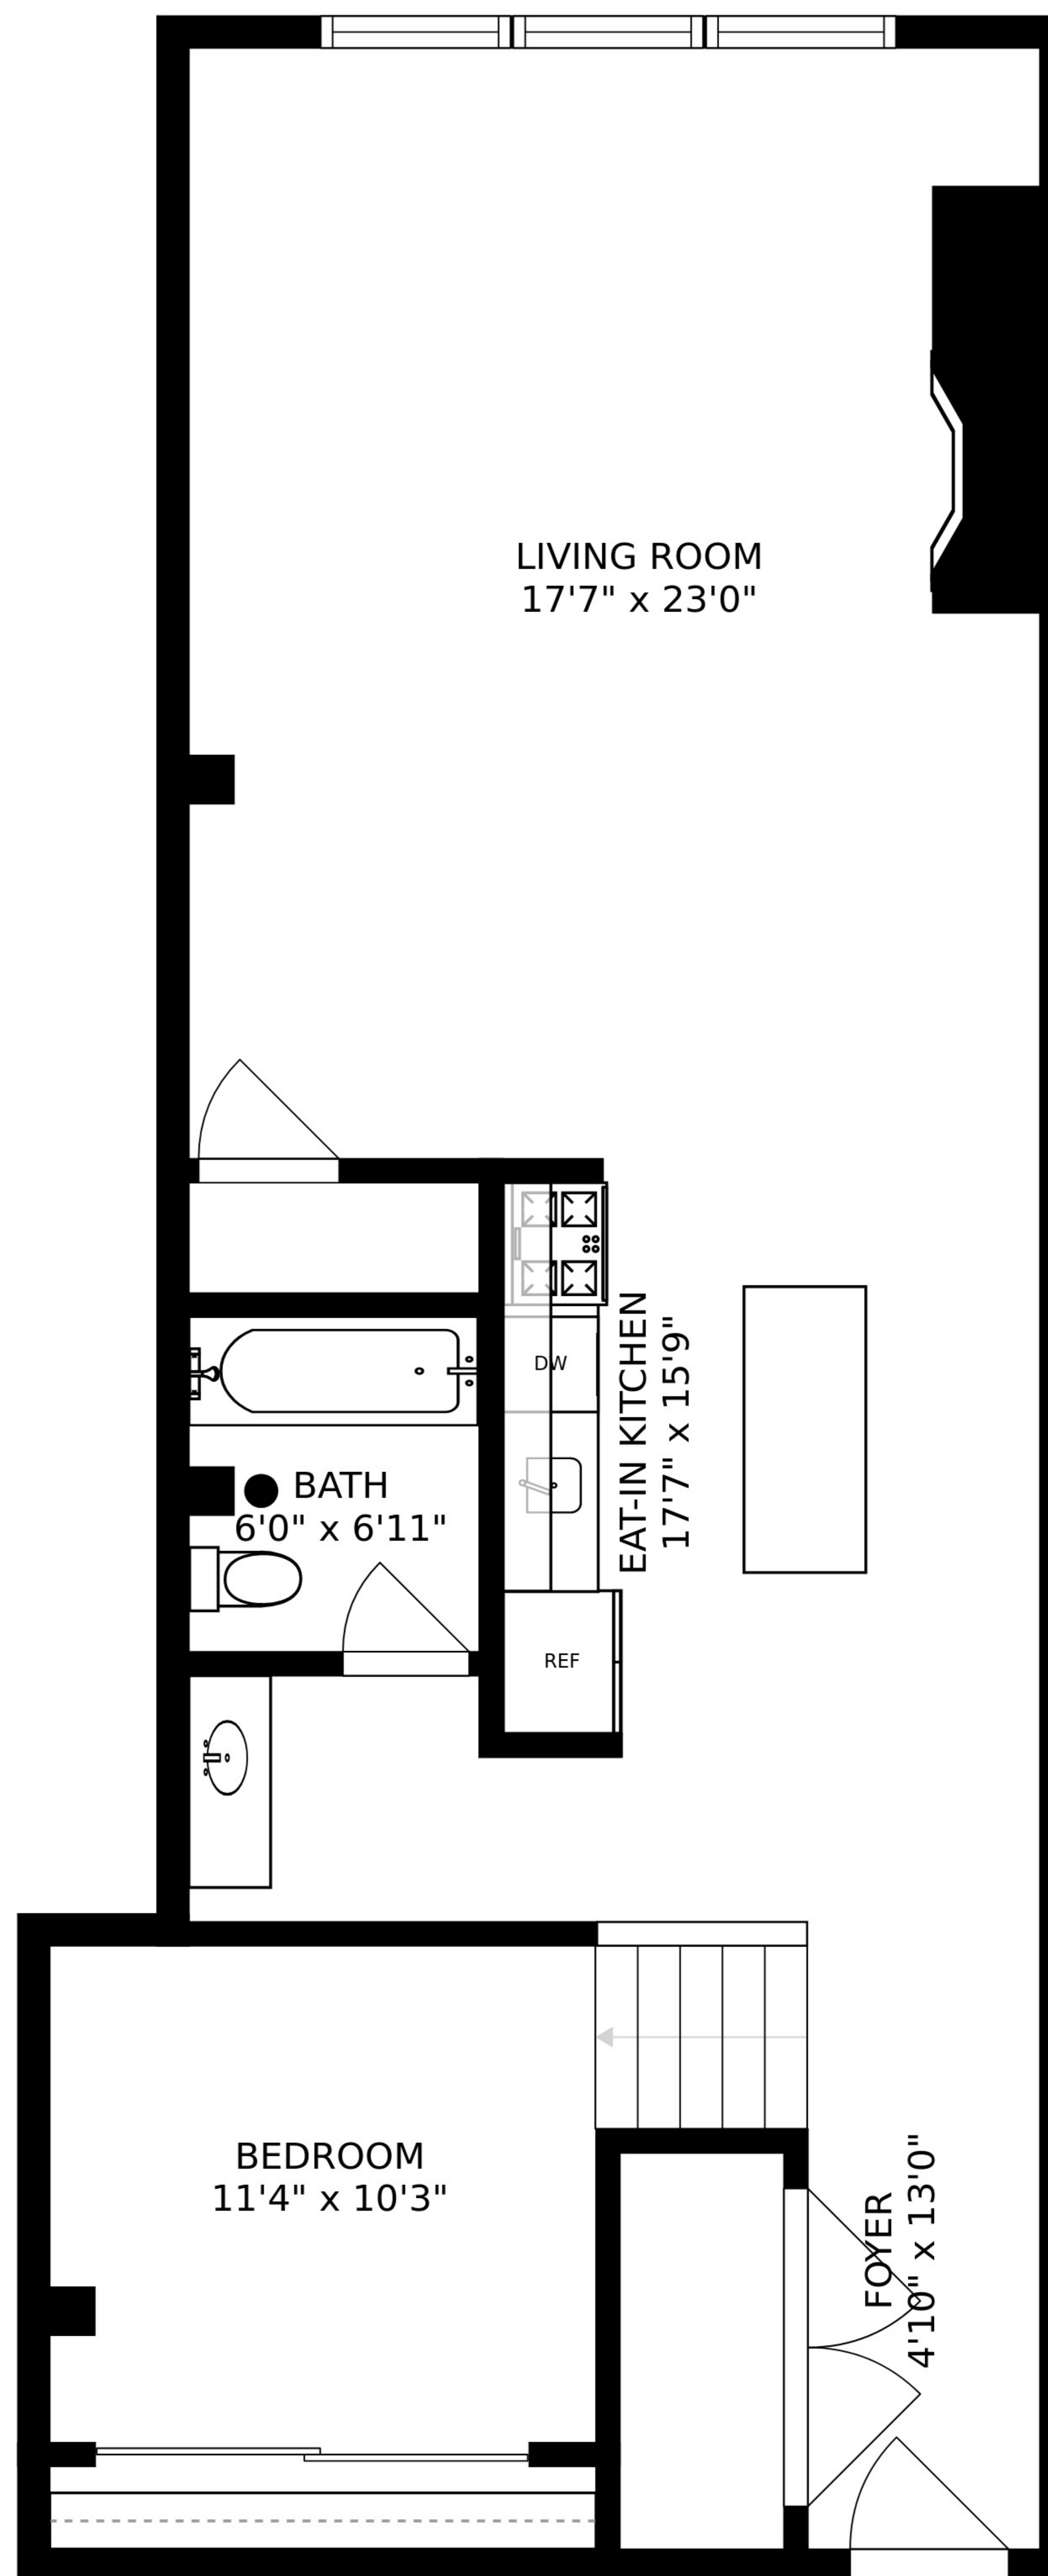 LIVING ROOM
17'7" x 23'0"
DW
EAT-IN KITCHEN
17'7" x 15'9"
BATH
6'0" x 6'11"
REF
BEDROOM
11'4" x 10'3"
FOYER
4'10" x 13'0"